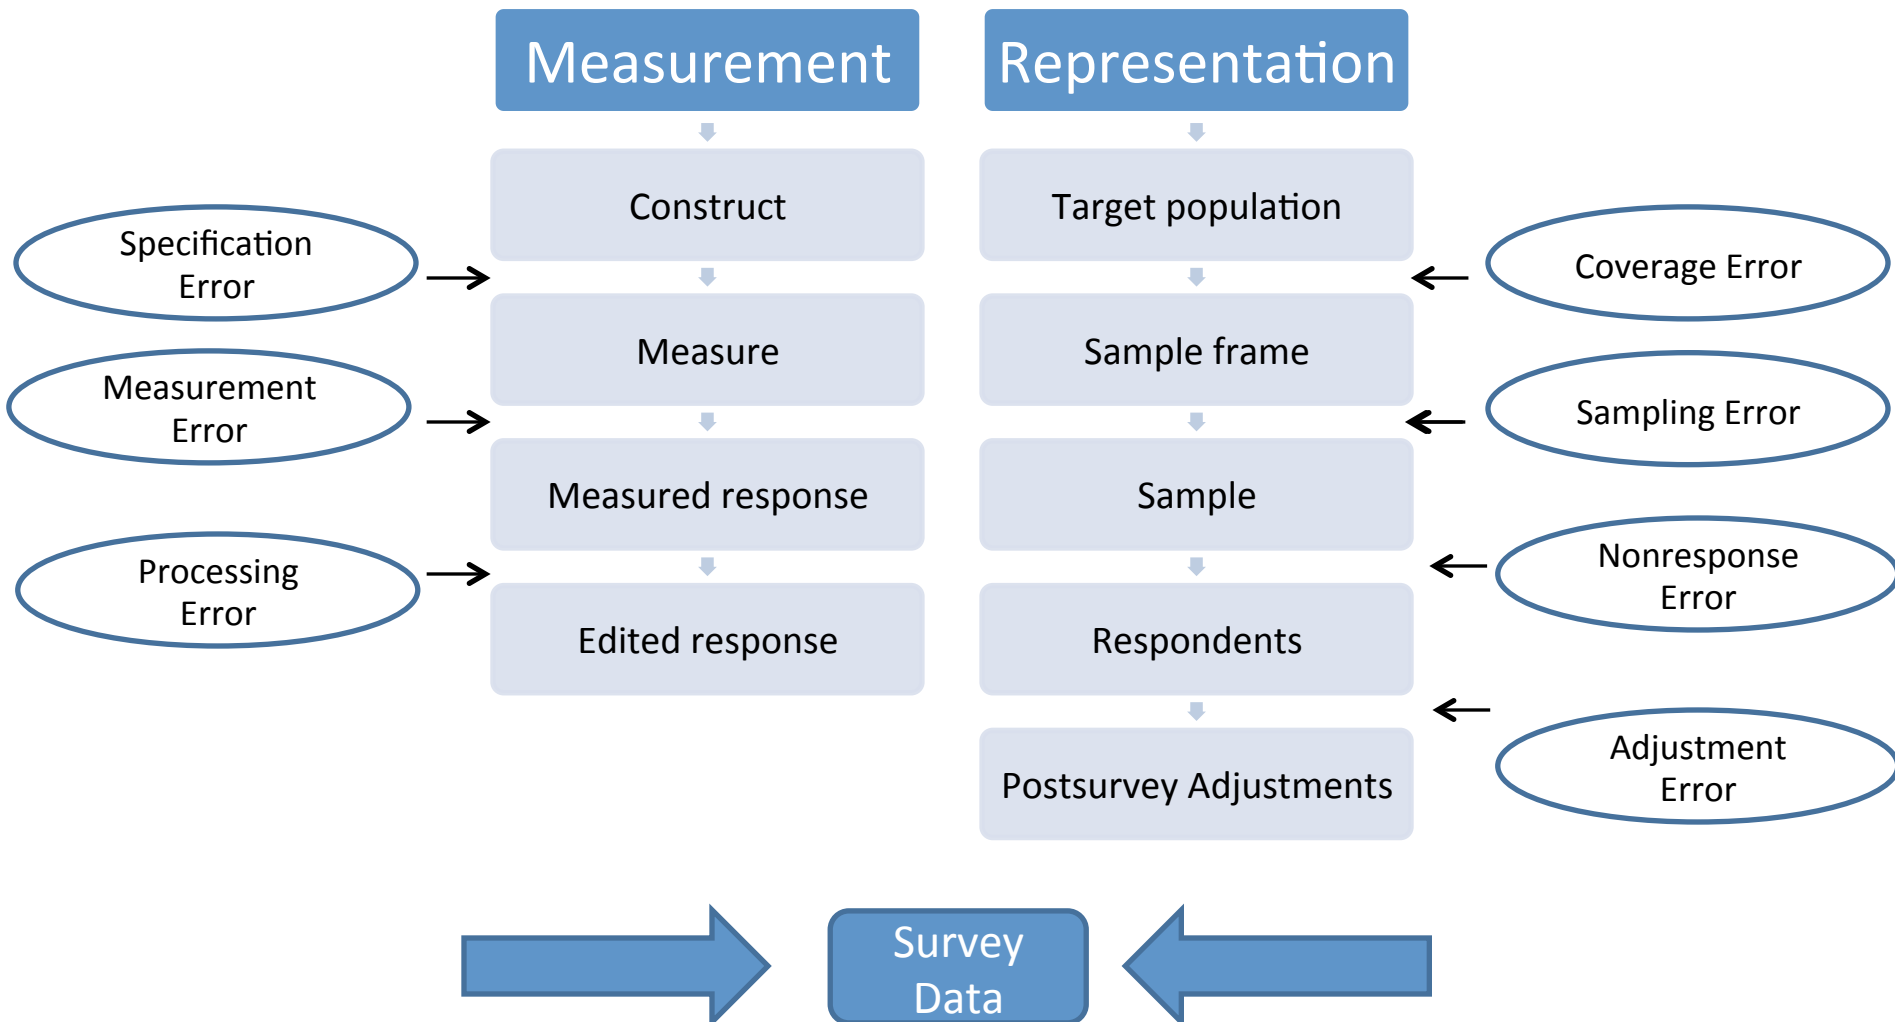 Measurement
Representation
Construct
Target population
Specification
Error
Coverage Error
Measure
Sample frame
Measurement
Error
Sampling Error
Measured response
Sample
Processing
Error
Nonresponse
Error
Edited response
Respondents
Adjustment
Error
Postsurvey Adjustments
Survey
Data